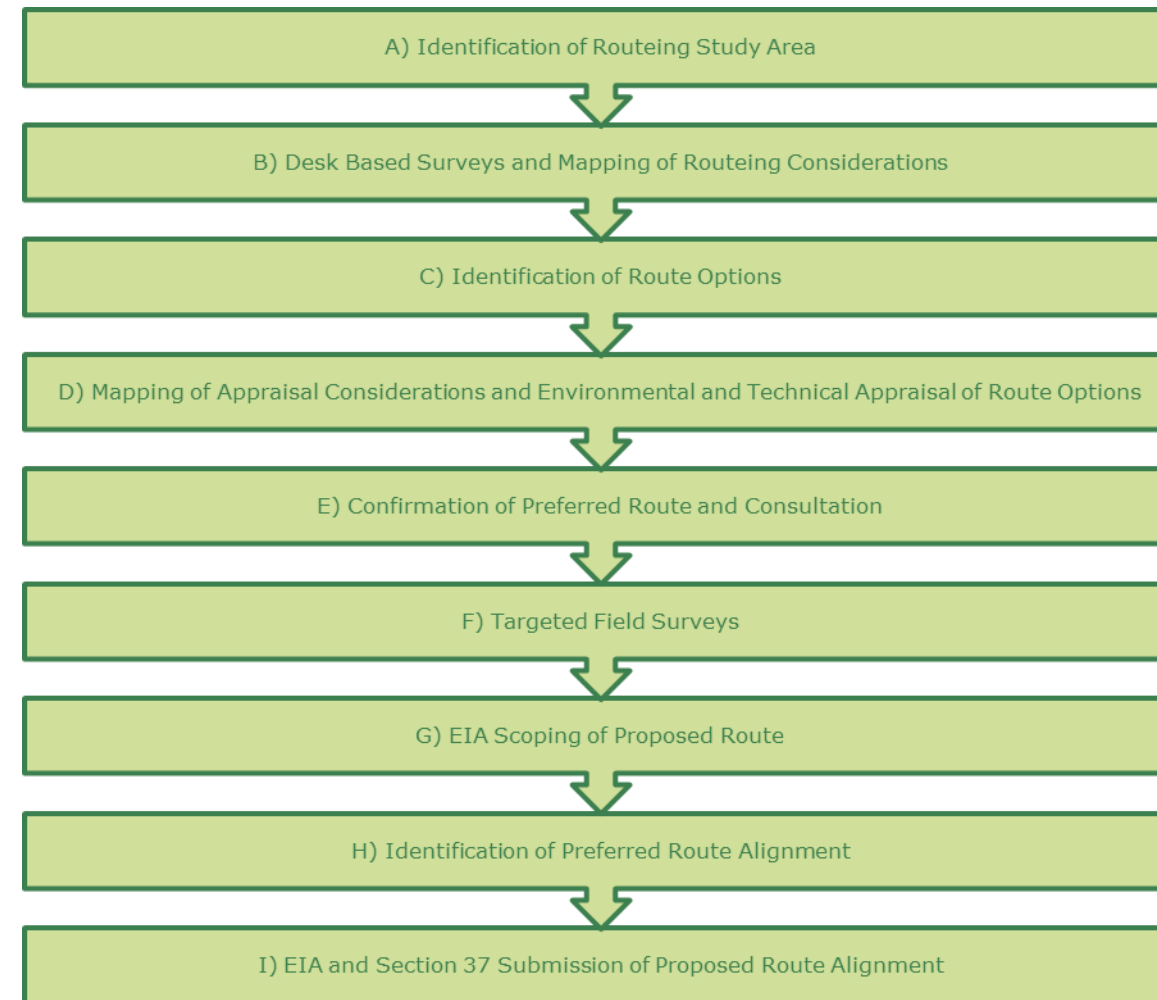 A) Identification of Routeing Study Area
B) Desk Based Surveys and Mapping of Routeing Considerations
C) Identification of Route Options
D) Mapping of Appraisal Considerations and Environmental and Technical Appraisal of Route Options
E) Confirmation of Preferred Route and Consultation
F) Targeted Field Surveys
G) EIA Scoping of Proposed Route
H) Identification of Preferred Route Alignment
I) EIA and Section 37 Submission of Proposed Route Alignment